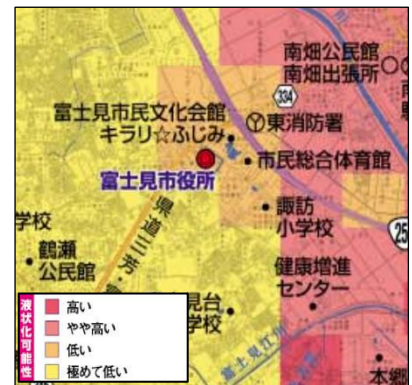 南畑公民館
南畑出張所
334
富士見市民文化会館
キラリ☆ふじみ
東消防署
市民総合体育館
富士見市役所
県道三芳・富
諏訪
小学校
25
学校
鶴瀬
公民館
健康増進
センター
見台
学校
富士見江川
本郷
液状化可能性
高い
やや高い
低い
極めて低い